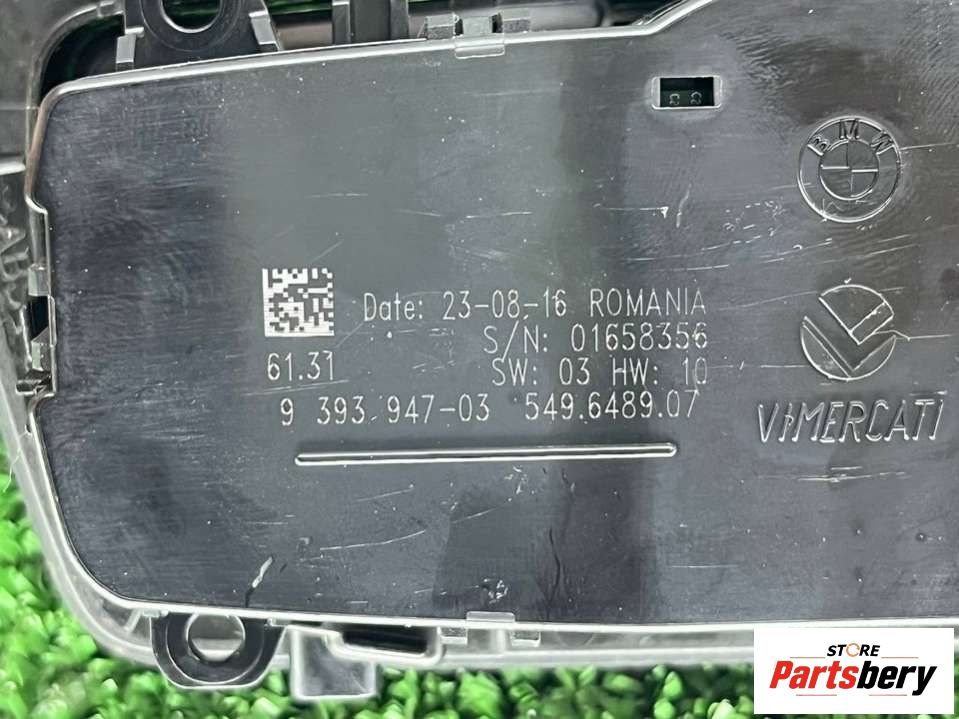 BMW
Date: 23-08-16 ROMANIA
S/N: 01658356
61.31
SW: 03 HW: 10
9 393 947-03 549.6489.07
VIMERCATI
STORE
Partsbery